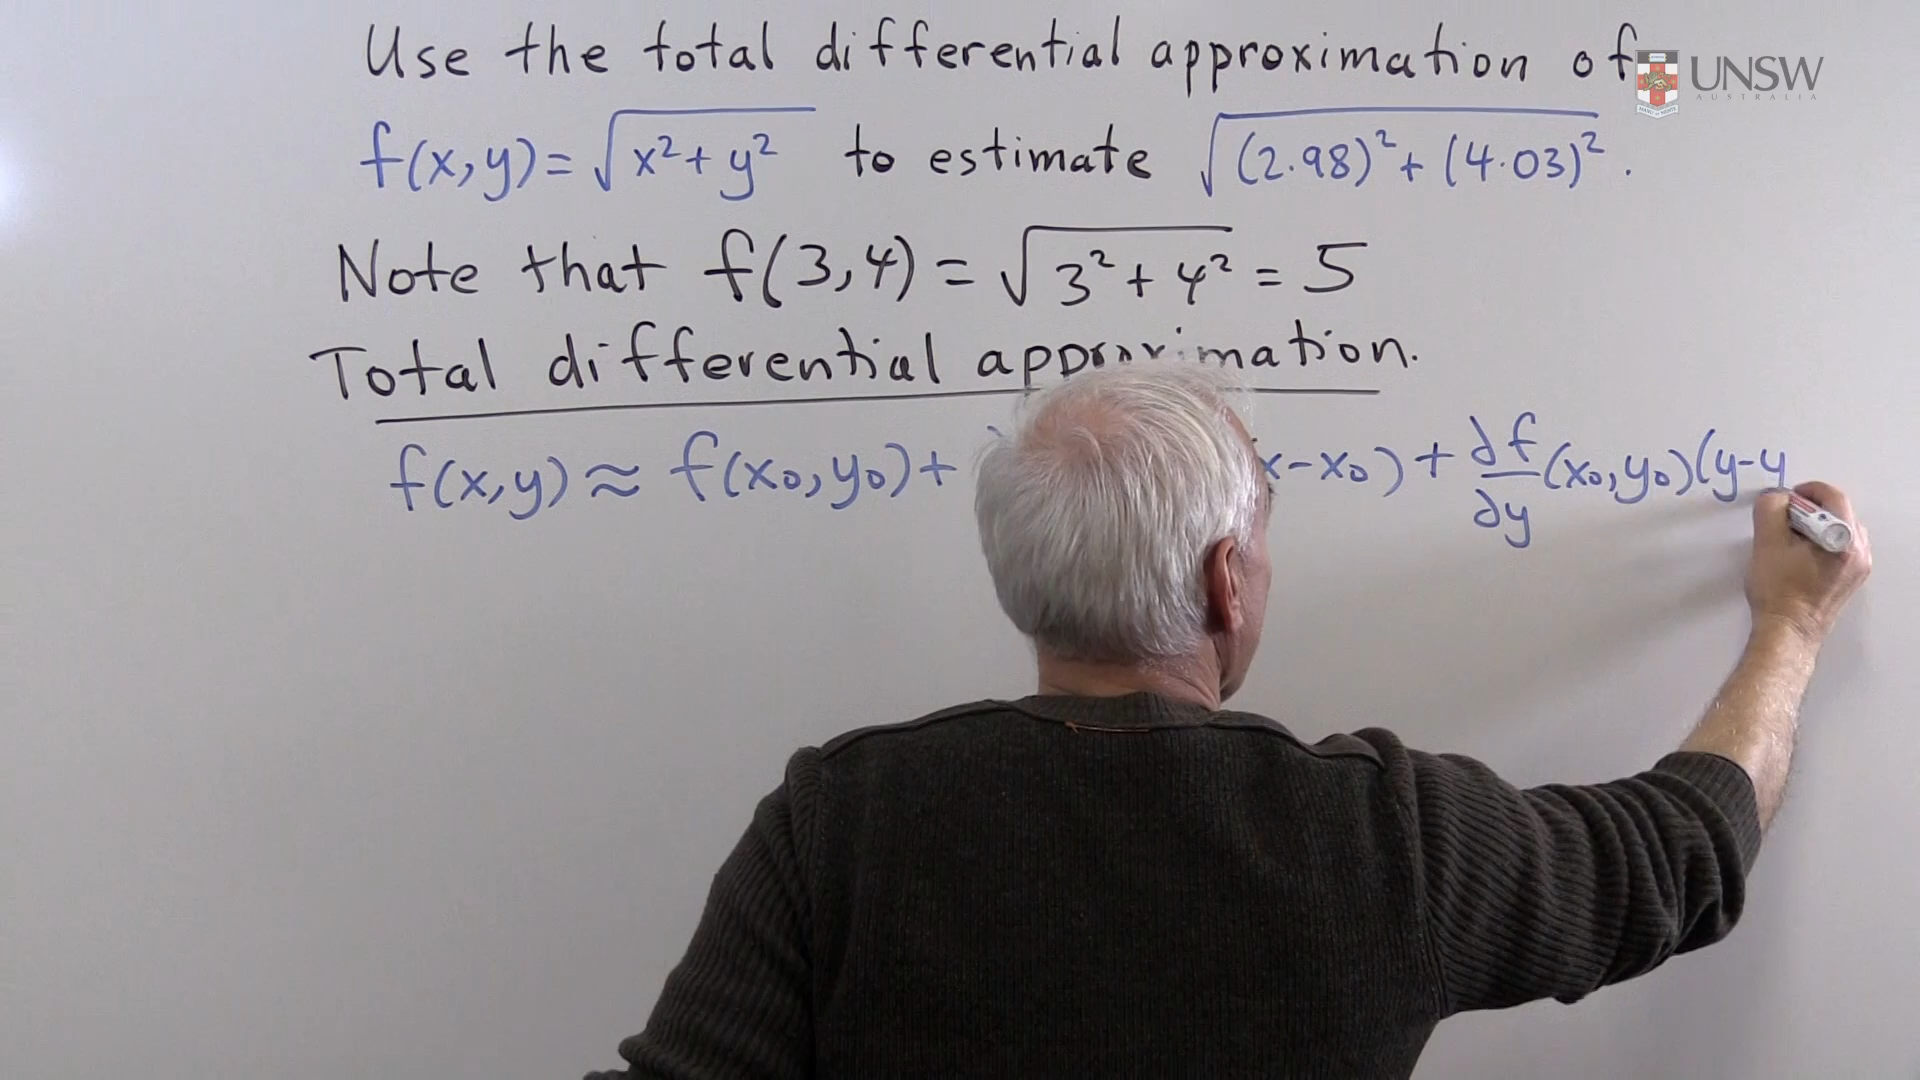 Use the total differential approximation of
UNSW
AUSTRALIA
f(x,y)=√x²+y² to estimate √(2.98)²+(4.03)².
Note that f(3,4)=√3²+4²=5
Total differential approximation.
f(x,y)≈f(x₀,y₀)+ x-x₀)+∂f/∂y(x₀,y₀)(y-y